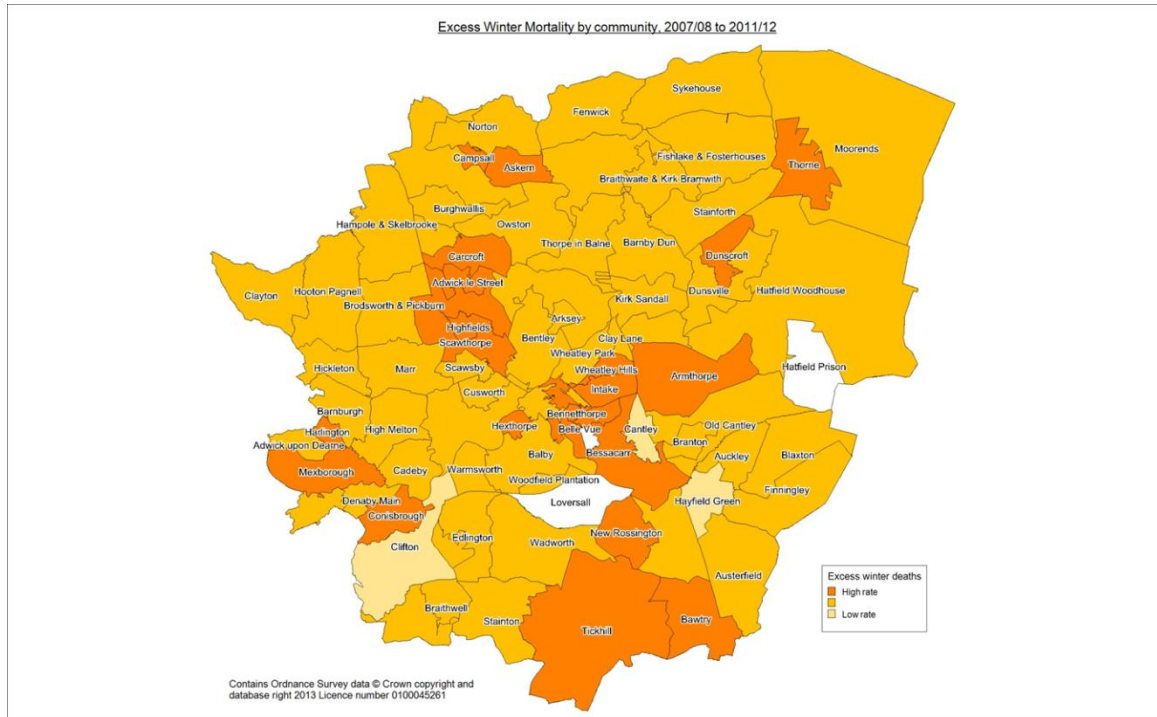 Excess Winter Mortality by community, 2007/08 to 2011/12
Sykehouse
Fenwick
Norton
Moorends
Campsall
Askern
Fishlake & Fosterhouses
Thorne
Braithwaite & Kirk Bramwith
Burghwallis
Stainforth
Hampole & Skelbrooke
Owston
Thorpe in Balne
Barnby Dun
Dunscroft
Carcroft
Adwick le Street
Clayton
Hooton Pagnell
Dunsville
Hatfield Woodhouse
Brodsworth & Pickburn
Kirk Sandall
Arksey
Highfields
Bentley
Clay Lane
Scawthorpe
Wheatley Park
Hickleton
Marr
Scawsby
Wheatley Hills
Hatfield Prison
Armthorpe
Cusworth
Intake
Barnburgh
Bennetthorpe
High Melton
Hexthorpe
Belle Vue
Cantley
Old Cantley
Harlington
Adwick upon Dearne
Branton
Balby
Bessacarr
Auckley
Blaxton
Mexborough
Cadeby
Warmsworth
Woodfield Plantation
Finningley
Denaby Main
Loversall
Hayfield Green
Conisbrough
New Rossington
Edlington
Wadworth
Clifton
Austerfield
Excess winter deaths
High rate
Low rate
Braithwell
Stainton
Tickhill
Bawtry
Contains Ordnance Survey data © Crown copyright and
database right 2013 Licence number 0100045261